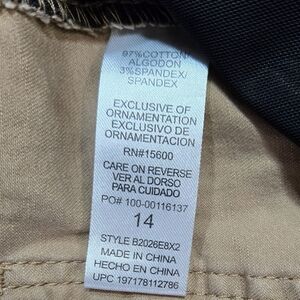 97%COTTON/
ALGODON
3%SPANDEX/
SPANDEX
EXCLUSIVE OF
ORNAMENTATION
EXCLUSIVO DE
ORNAMENTACION
RN#15600
CARE ON REVERSE
VER AL DORSO
PARA CUIDADO
PO# 100-00116137
14
STYLE B2026E8X2
MADE IN CHINA
HECHO EN CHINA
UPC 197178112786